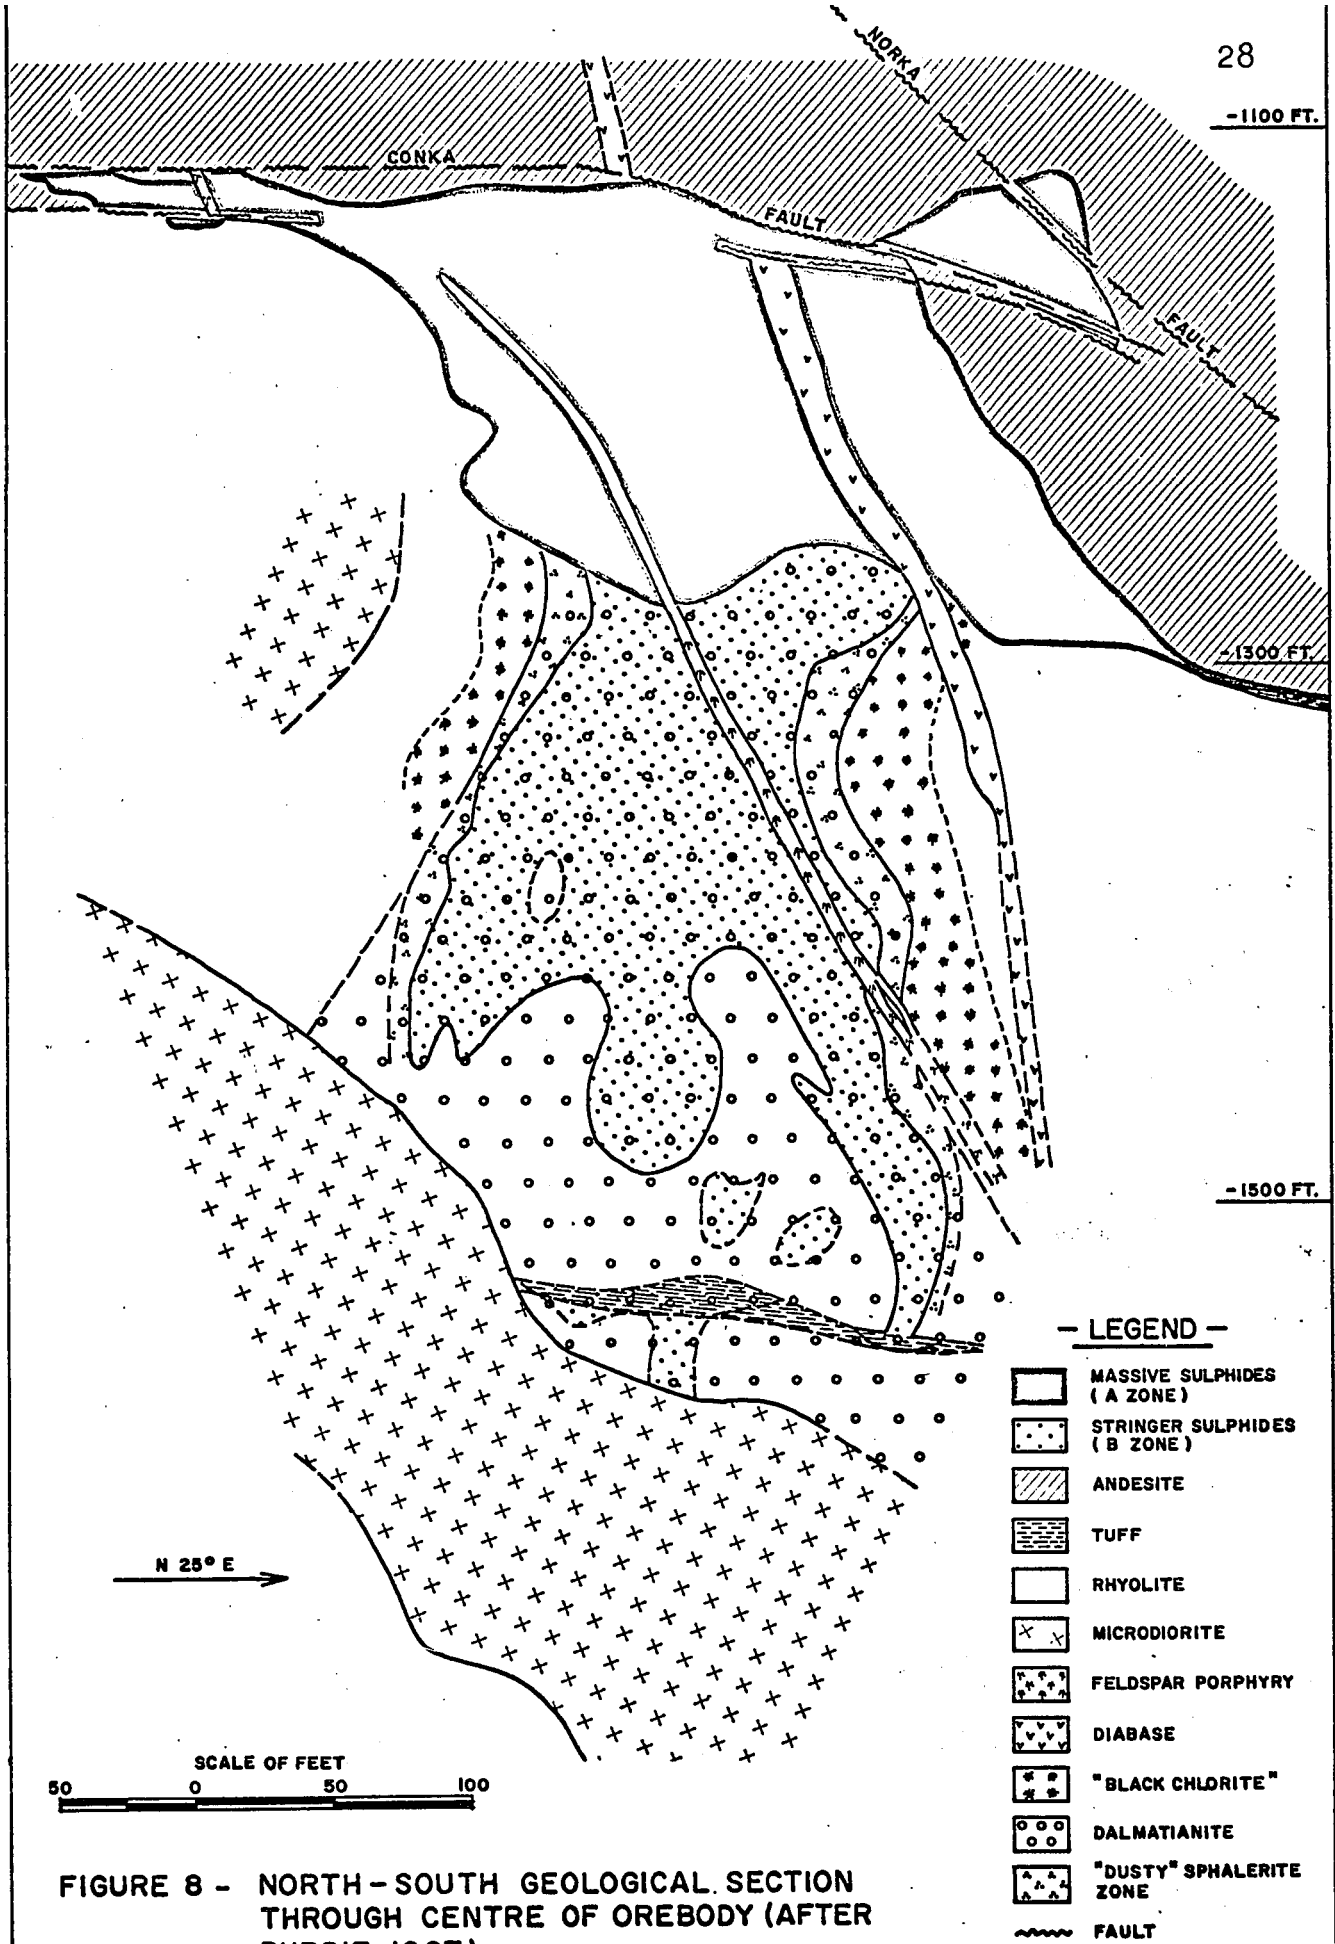 28
NORKA
-1100 FT.
CONKA
FAULT
FAULT
-1300 FT.
-1500 FT.
- LEGEND -
MASSIVE SULPHIDES
( A ZONE )
STRINGER SULPHIDES
( B ZONE )
ANDESITE
TUFF
RHYOLITE
MICRODIORITE
FELDSPAR PORPHYRY
DIABASE
"BLACK CHLORITE"
DALMATIANITE
"DUSTY" SPHALERITE
ZONE
FAULT
N 25° E
SCALE OF FEET
50 0 50 100
FIGURE 8 - NORTH-SOUTH GEOLOGICAL SECTION
THROUGH CENTRE OF OREBODY (AFTER